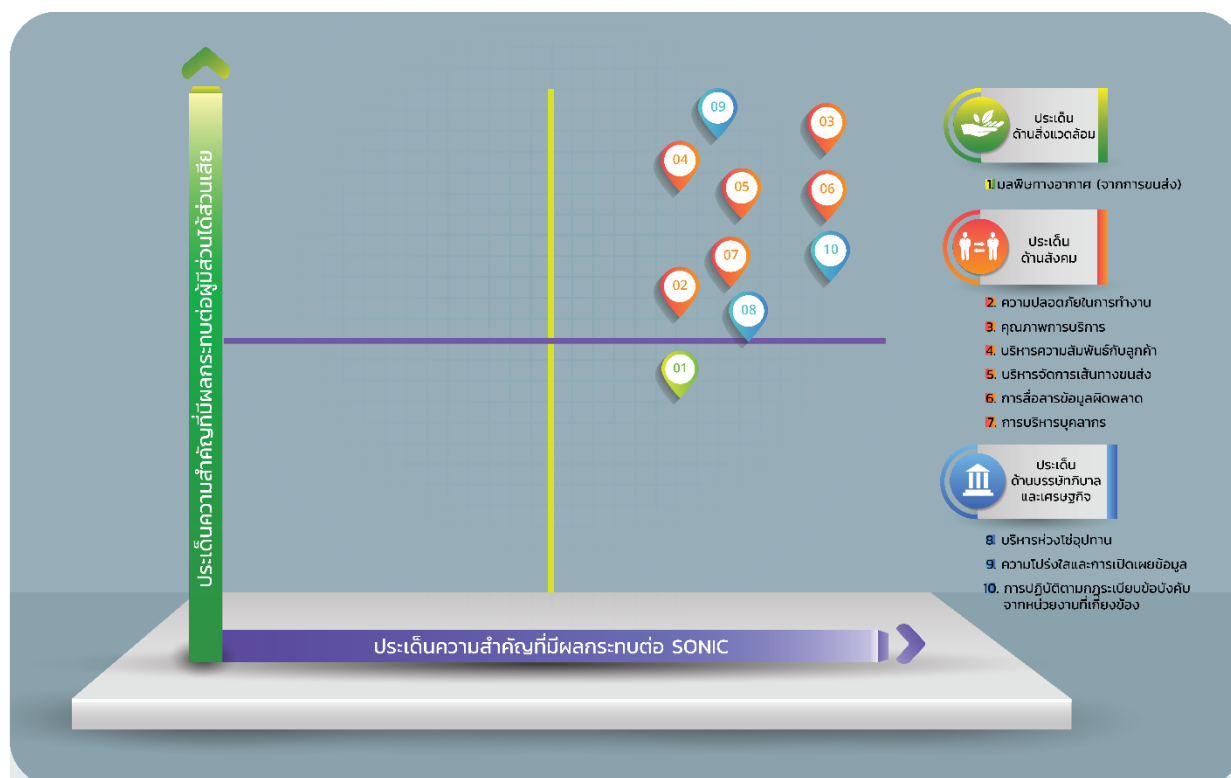 ประเด็นความสำคัญที่มีผลกระทบต่อผู้มีส่วนได้ส่วนเสีย
09
03
04
05
06
10
07
02
08
01
ประเด็นความสำคัญที่มีผลกระทบต่อ SONIC
ประเด็น
ด้านสิ่งแวดล้อม
1. มลพิษทางอากาศ (จากการขนส่ง)
ประเด็น
ด้านสังคม
2. ความปลอดภัยในการทำงาน
3. คุณภาพการบริการ
4. บริหารความสัมพันธ์กับลูกค้า
5. บริหารจัดการเส้นทางขนส่ง
6. การสื่อสารข้อมูลผิดพลาด
7. การบริหารบุคลากร
ประเด็น
ด้านบรรษัทภิบาล
และเศรษฐกิจ
8. บริหารห่วงโซ่อุปทาน
9. ความโปร่งใสและการเปิดเผยข้อมูล
10. การปฏิบัติตามกฎระเบียบข้อบังคับ
จากหน่วยงานที่เกี่ยงข้อง